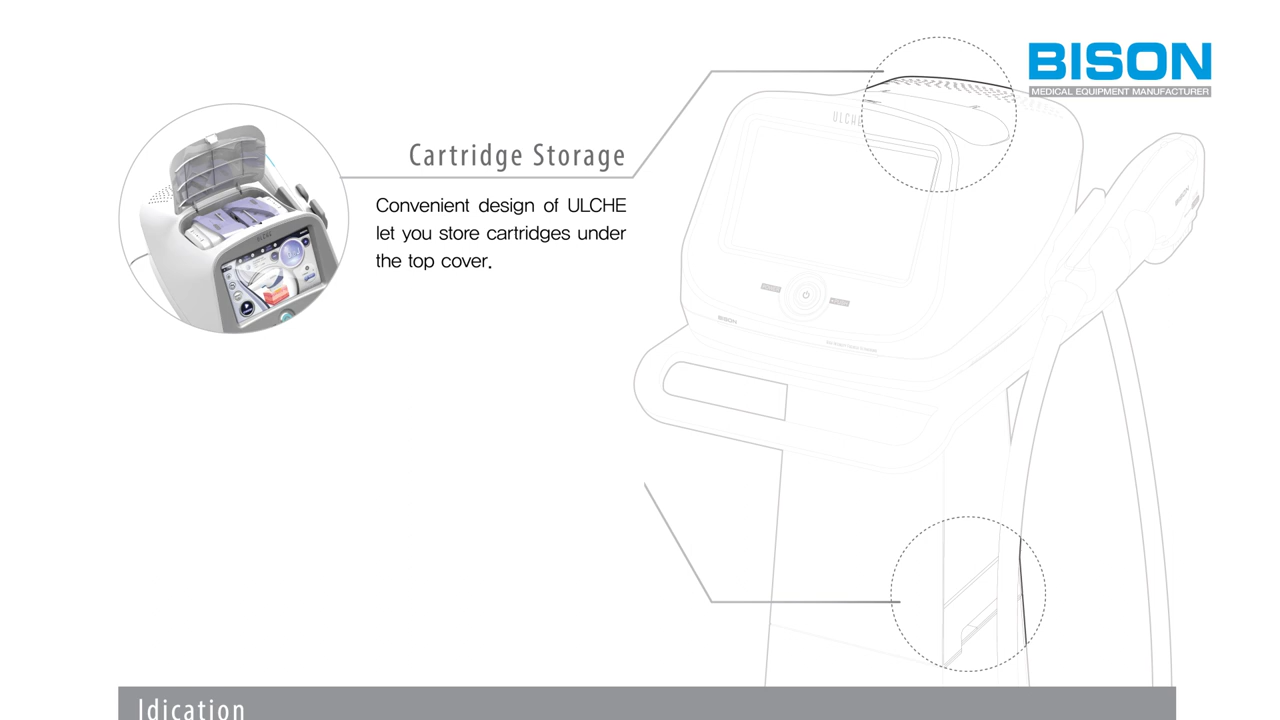 BISON
MEDICAL EQUIPMENT MANUFACTURER
ULCHE
Cartridge Storage
Convenient design of ULCHE
let you store cartridges under
the top cover.
BISON
BISON
Idication